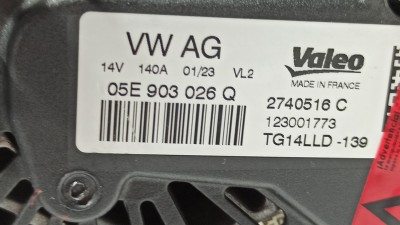 VW AG
14V 140A 01/23 VL2
05E 903 026 Q
Valeo
MADE IN FRANCE
2740516 C
123001773
TG14LLD -139